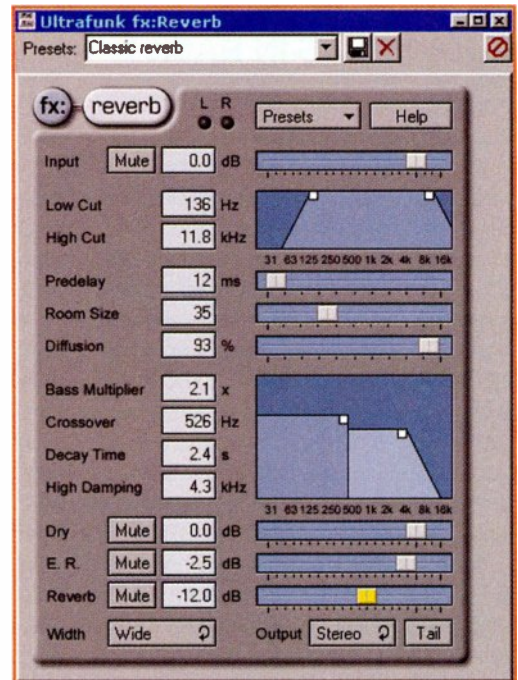 Ultrafunk fx:Reverb
Presets: Classic reverb
fx: reverb L R Presets Help
Input Mute 0.0 dB
Low Cut 136 Hz
High Cut 11.8 kHz
31 63 125 250 500 1k 2k 4k 8k 16k
Predelay 12 ms
Room Size 35
Diffusion 93 %
Bass Multiplier 2.1 x
Crossover 526 Hz
Decay Time 2.4 s
High Damping 4.3 kHz
31 63 125 250 500 1k 2k 4k 8k 16k
Dry Mute 0.0 dB
E. R. Mute -2.5 dB
Reverb Mute -12.0 dB
Width Wide Output Stereo Tail